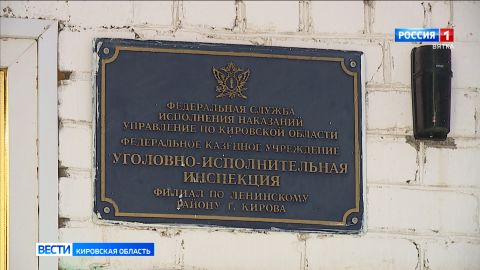 РОССИЯ 1
ВЯТКА
ФЕДЕРАЛЬНАЯ СЛУЖБА
ИСПОЛНЕНИЯ НАКАЗАНИЙ
УПРАВЛЕНИЕ ПО КИРОВСКОЙ ОБЛАСТИ
ФЕДЕРАЛЬНОЕ КАЗЕННОЕ УЧРЕЖДЕНИЕ
УГОЛОВНО-ИСПОЛНИТЕЛЬНАЯ
ИНСПЕКЦИЯ
ФИЛИАЛ ПО ЛЕНИНСКОМУ
РАЙОНУ Г. КИРОВА
ВЕСТИ КИРОВСКАЯ ОБЛАСТЬ